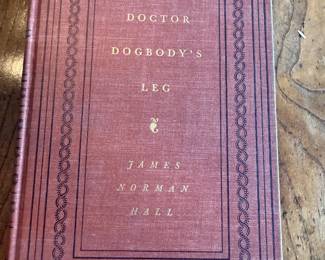 DOCTOR
DOGBODY'S
LEG
JAMES
NORMAN
HALL